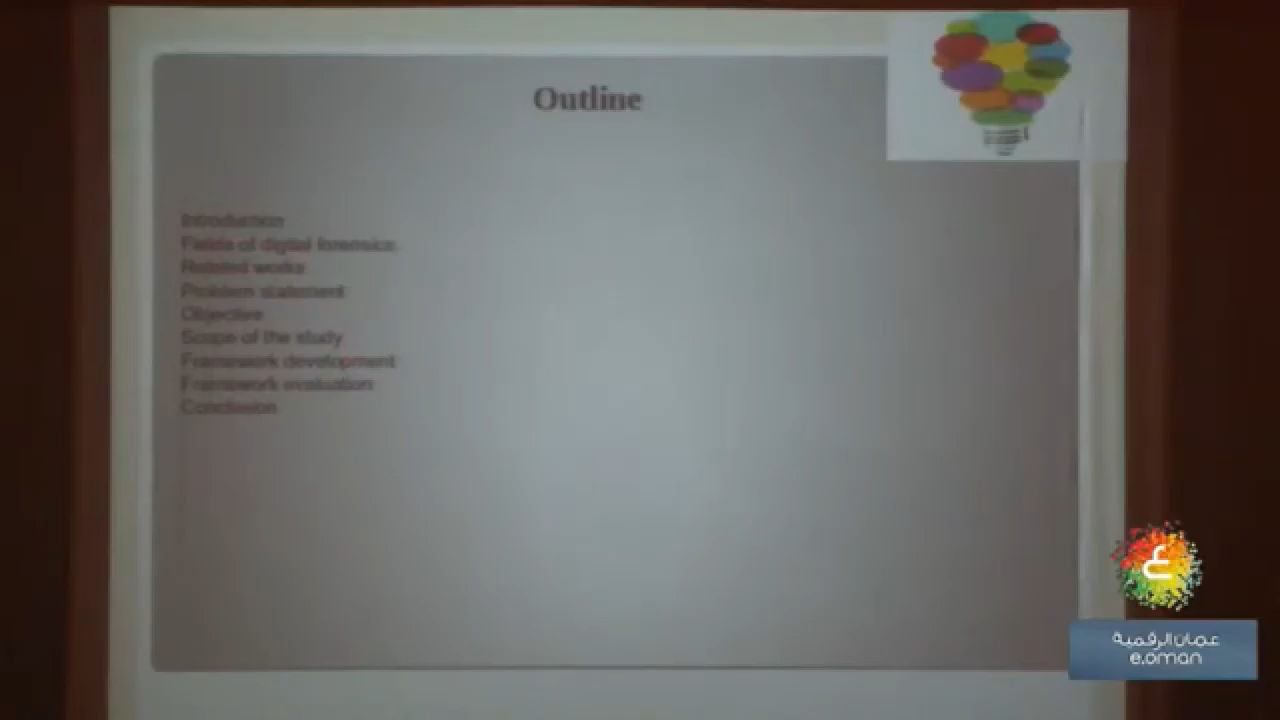 Outline
Introduction
Fields of digital forensics
Related works
Problem statement
Objective
Scope of the study
Framework development
Framework evaluation
Conclusion
ع
عمان الرقمية
e.oman